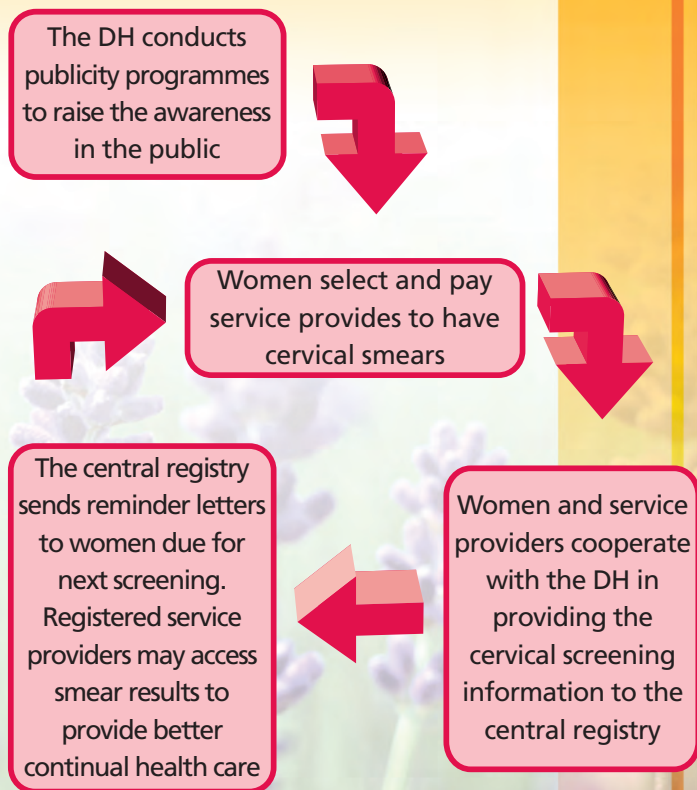 The DH conducts
publicity programmes
to raise the awareness
in the public
Women select and pay
service provides to have
cervical smears
Women and service
providers cooperate
with the DH in
providing the
cervical screening
information to the
central registry
The central registry
sends reminder letters
to women due for
next screening.
Registered service
providers may access
smear results to
provide better
continual health care